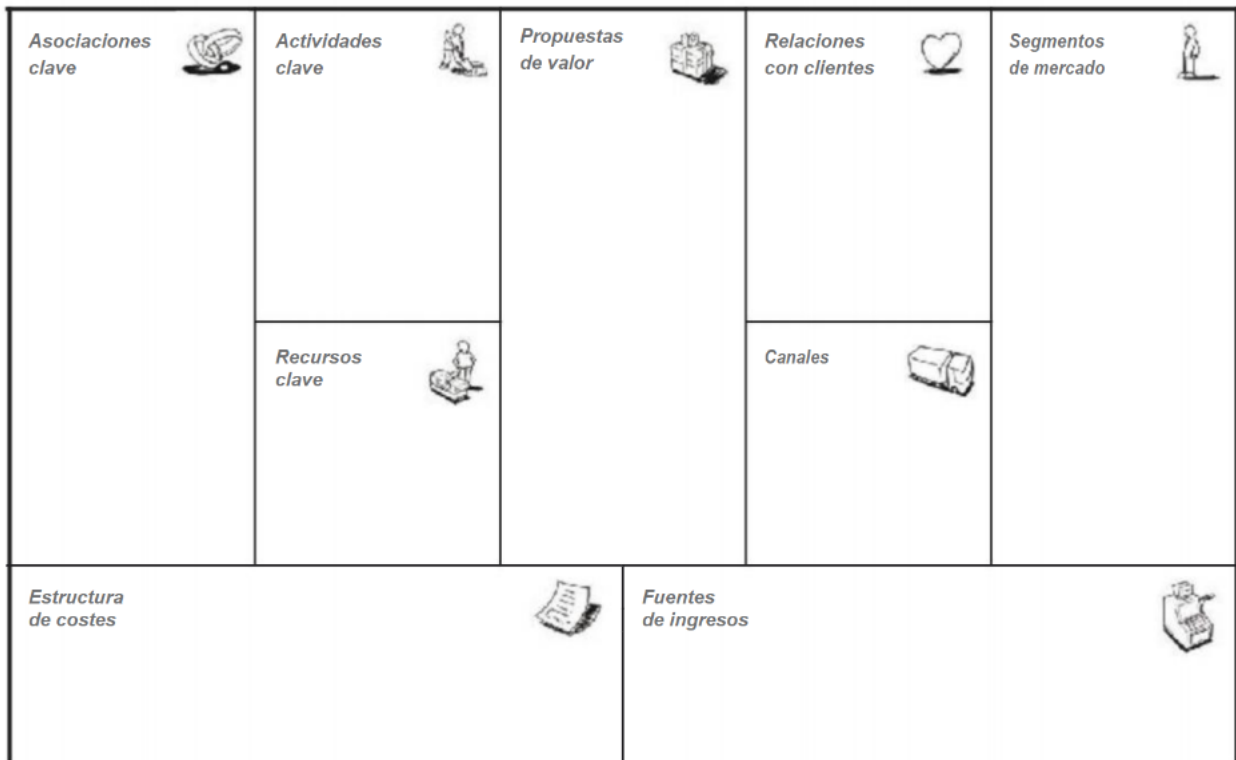 Asociaciones
clave
Actividades
clave
Propuestas
de valor
Relaciones
con clientes
Segmentos
de mercado
Recursos
clave
Canales
Estructura
de costes
Fuentes
de ingresos